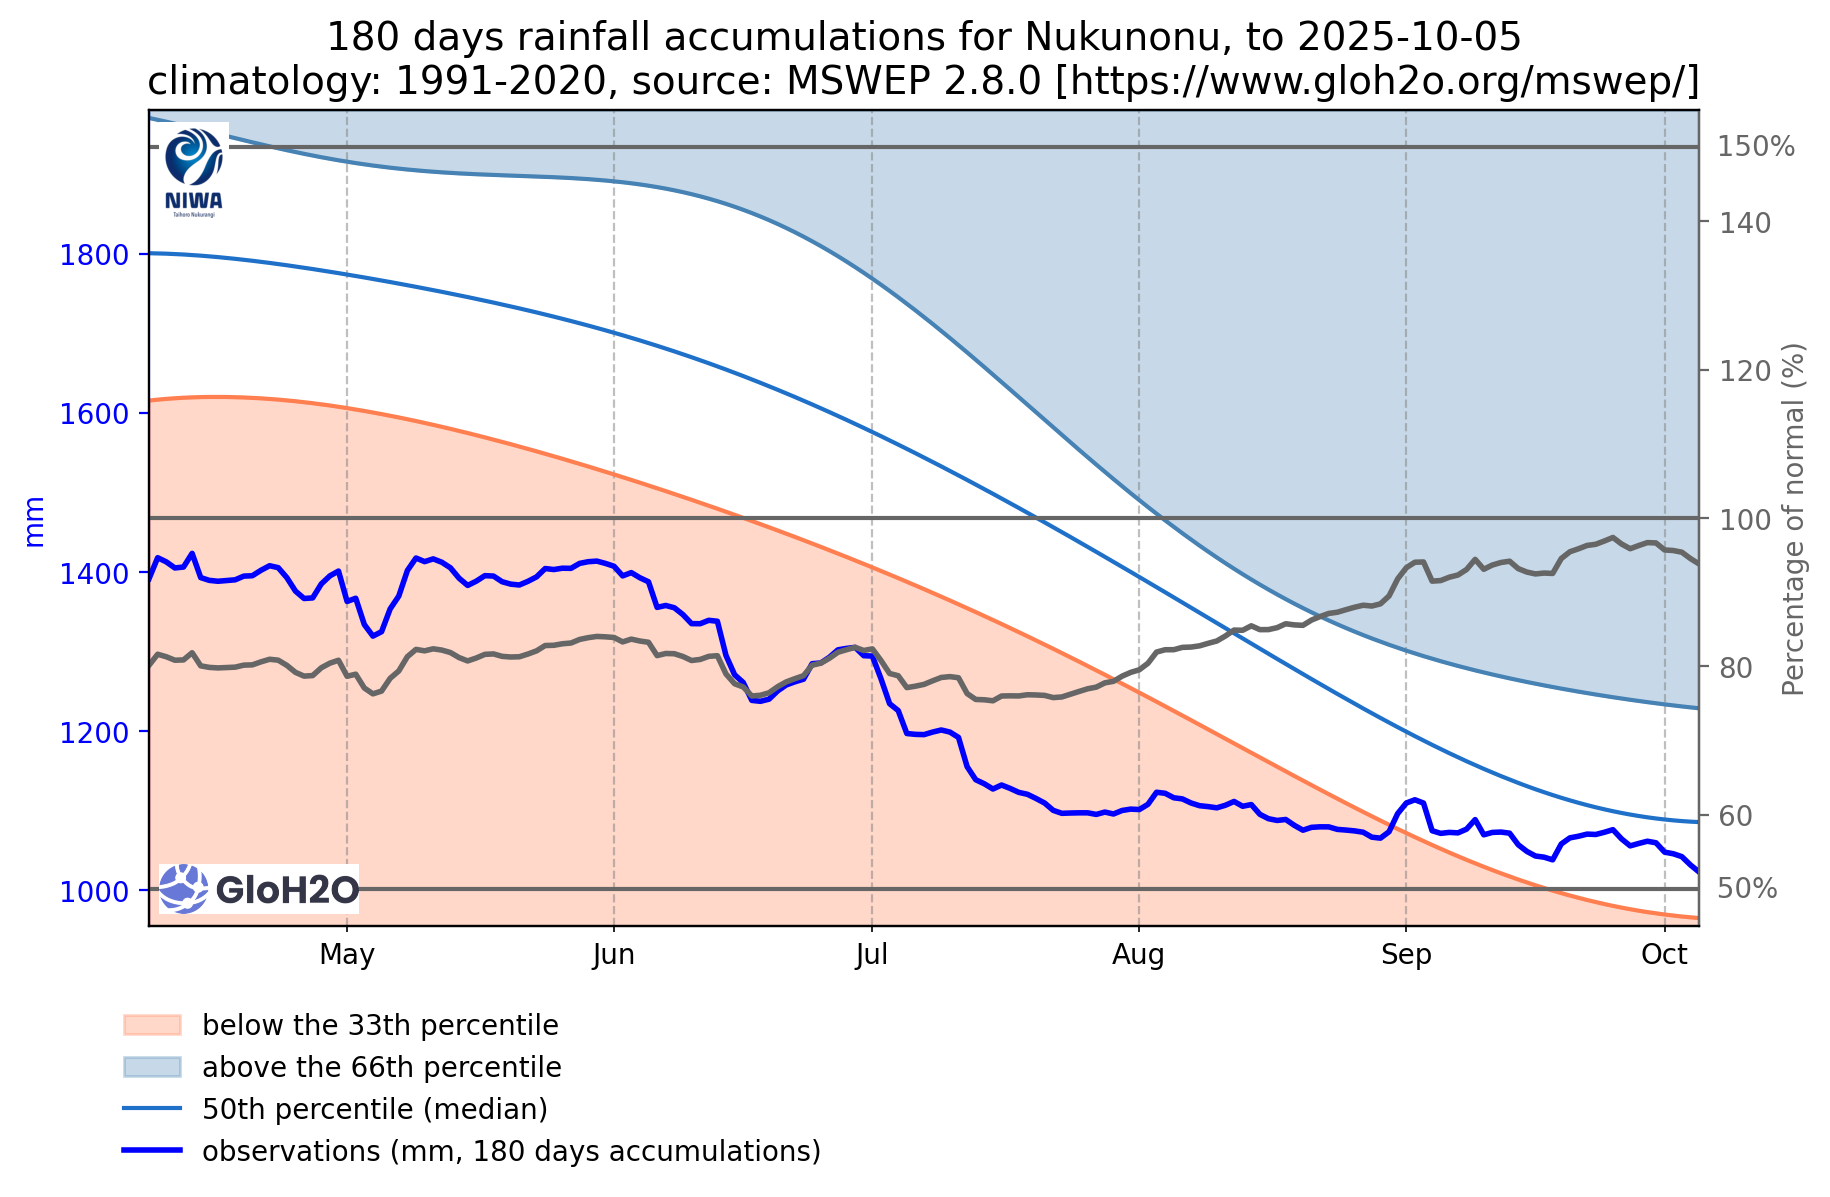 180 days rainfall accumulations for Nukunonu, to 2025-10-05
climatology: 1991-2020, source: MSWEP 2.8.0 [https://www.gloh2o.org/mswep/]
NIWA
Taihoro Nukurangi
GloH2O
mm
1800
1600
1400
1200
1000
150%
140
120
100
80
60
50%
Percentage of normal (%)
May
Jun
Jul
Aug
Sep
Oct
below the 33th percentile
above the 66th percentile
50th percentile (median)
observations (mm, 180 days accumulations)